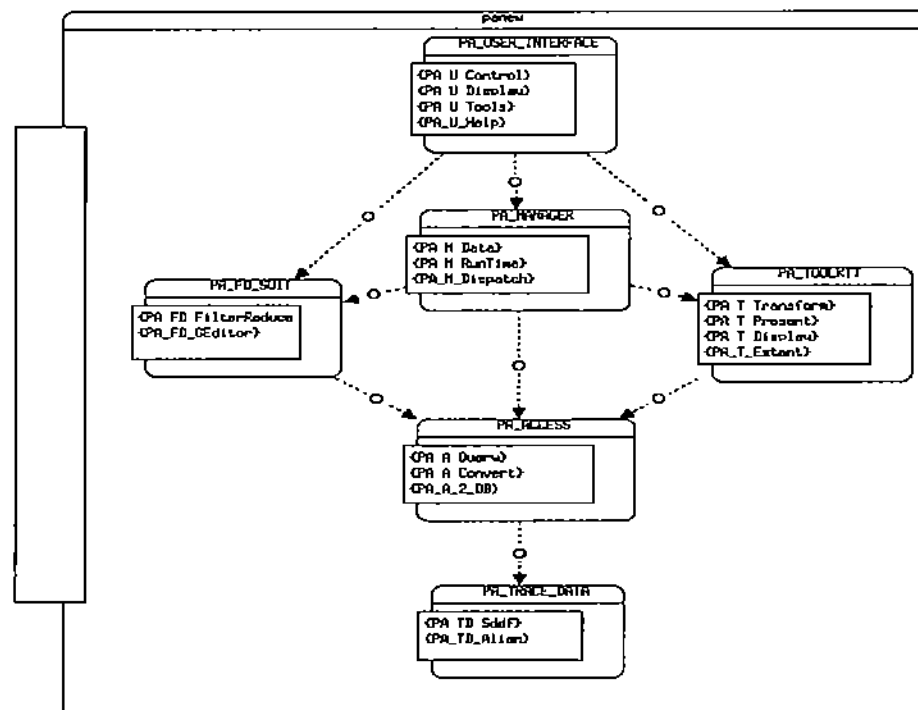 panew
PA_USER_INTERFACE
{PA U Control}
{PA U Display}
{PA U Tools}
{PA_U_Help}
PA_MANAGER
{PA M Data}
{PA M RunTime}
{PA_M_Dispatch}
PA_FD_SUIT
{PA FD FilterReduce
{PA_FD_GEditor}
PA_TOOLKIT
{PA T Transform}
{PA T Present}
{PA T Display}
{PA_T_Extent}
PA_ACCESS
{PA A Query}
{PA A Convert}
{PA_A_2_DB}
PA_TRACE_DATA
{PA TD Sddf}
{PA_TD_Align}